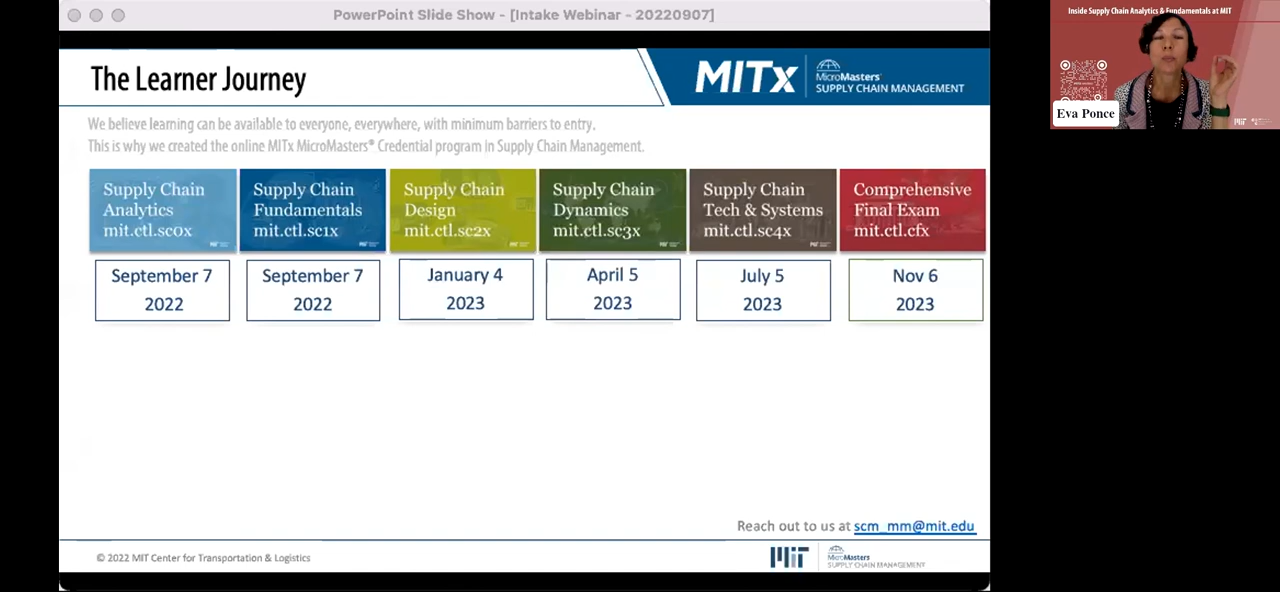 PowerPoint Slide Show - [Intake Webinar - 20220907]
Inside Supply Chain Analytics & Fundamentals at MIT
Eva Ponce
The Learner Journey
MITx
MicroMasters®
SUPPLY CHAIN MANAGEMENT
We believe learning can be available to everyone, everywhere, with minimum barriers to entry.
This is why we created the online MITx MicroMasters® Credential program in Supply Chain Management.
Supply Chain
Analytics
mit.ctl.sc0x
September 7
2022
Supply Chain
Fundamentals
mit.ctl.sc1x
September 7
2022
Supply Chain
Design
mit.ctl.sc2x
January 4
2023
Supply Chain
Dynamics
mit.ctl.sc3x
April 5
2023
Supply Chain
Tech & Systems
mit.ctl.sc4x
July 5
2023
Comprehensive
Final Exam
mit.ctl.cfx
Nov 6
2023
Reach out to us at scm_mm@mit.edu
© 2022 MIT Center for Transportation & Logistics
MIT
MicroMasters
SUPPLY CHAIN MANAGEMENT